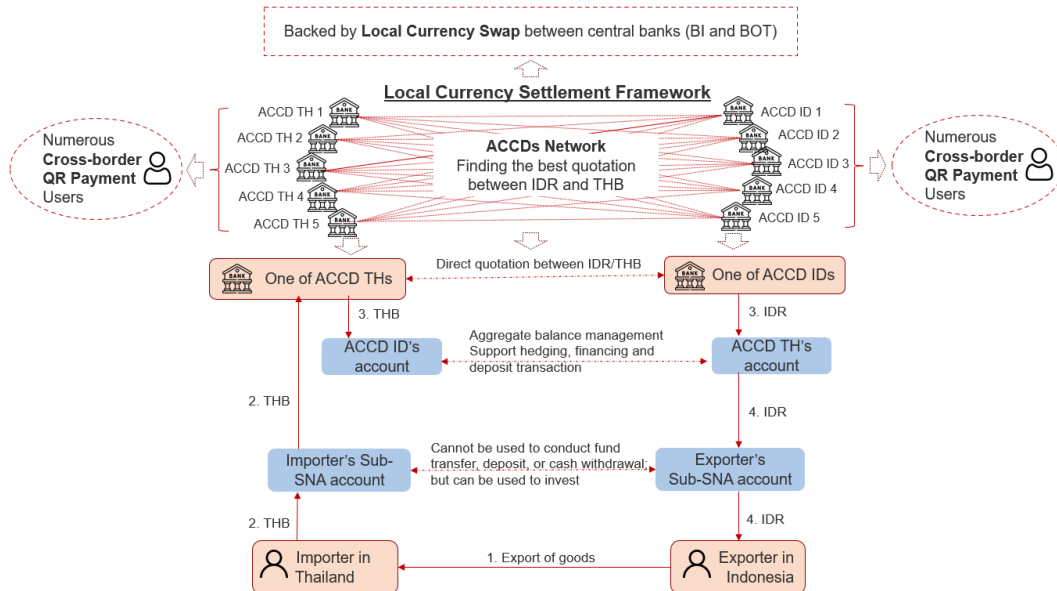 Backed by Local Currency Swap between central banks (BI and BOT)
Local Currency Settlement Framework
ACCD TH 1
ACCD TH 2
ACCD TH 3
ACCD TH 4
ACCD TH 5
BANK
BANK
BANK
BANK
BANK
ACCDs Network
Finding the best quotation
between IDR and THB
BANK
BANK
BANK
BANK
BANK
ACCD ID 1
ACCD ID 2
ACCD ID 3
ACCD ID 4
ACCD ID 5
Numerous
Cross-border
QR Payment
Users
Numerous
Cross-border
QR Payment
Users
BANK
One of ACCD THs
Direct quotation between IDR/THB
BANK
One of ACCD IDs
3. THB
3. IDR
ACCD ID's
account
Aggregate balance management
Support hedging, financing and
deposit transaction
ACCD TH's
account
2. THB
4. IDR
Importer's Sub-
SNA account
Cannot be used to conduct fund
transfer, deposit, or cash withdrawal;
but can be used to invest
Exporter's
Sub-SNA account
2. THB
4. IDR
Importer in
Thailand
1. Export of goods
Exporter in
Indonesia